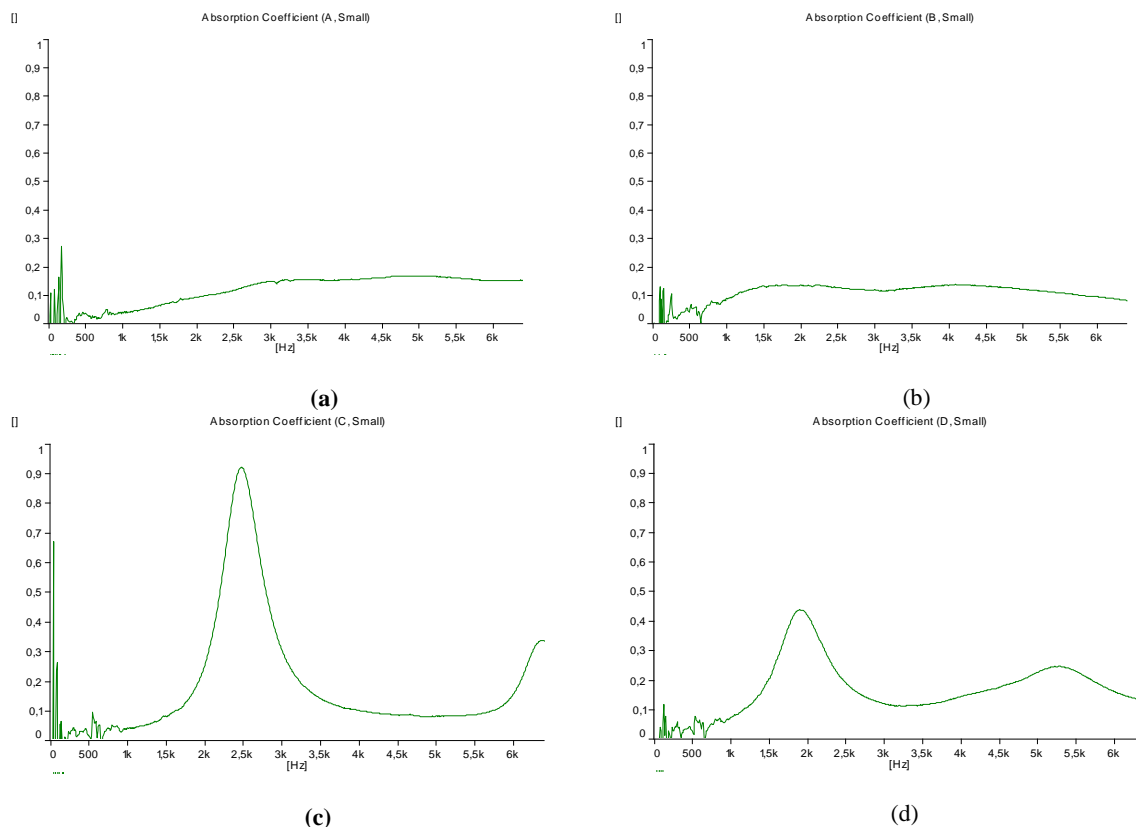 [] Absorption Coefficient (A, Small)
1
0,9
0,8
0,7
0,6
0,5
0,4
0,3
0,2
0,1
0
0 500 1k 1,5k 2k 2,5k 3k 3,5k 4k 4,5k 5k 5,5k 6k
[Hz]
(a)
[] Absorption Coefficient (B, Small)
1
0,9
0,8
0,7
0,6
0,5
0,4
0,3
0,2
0,1
0
0 500 1k 1,5k 2k 2,5k 3k 3,5k 4k 4,5k 5k 5,5k 6k
[Hz]
(b)
[] Absorption Coefficient (C, Small)
1
0,9
0,8
0,7
0,6
0,5
0,4
0,3
0,2
0,1
0
0 500 1k 1,5k 2k 2,5k 3k 3,5k 4k 4,5k 5k 5,5k 6k
[Hz]
(c)
[] Absorption Coefficient (D, Small)
1
0,9
0,8
0,7
0,6
0,5
0,4
0,3
0,2
0,1
0
0 500 1k 1,5k 2k 2,5k 3k 3,5k 4k 4,5k 5k 5,5k 6k
[Hz]
(d)